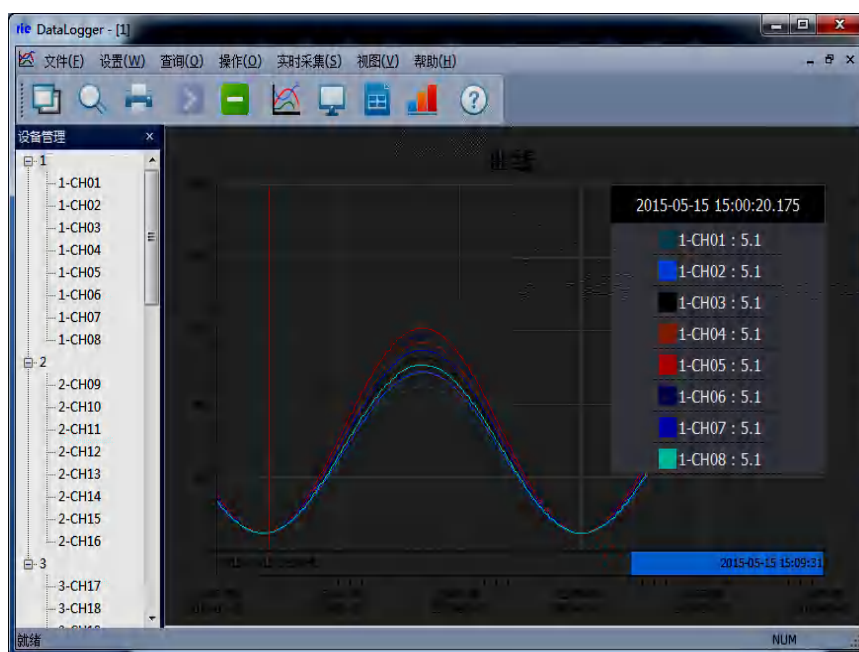 rie DataLogger - [1]
文件(E) 设置(W) 查询(Q) 操作(O) 实时采集(S) 视图(V) 帮助(H)
设备管理
1
1-CH01
1-CH02
1-CH03
1-CH04
1-CH05
1-CH06
1-CH07
1-CH08
2
2-CH09
2-CH10
2-CH11
2-CH12
2-CH13
2-CH14
2-CH15
2-CH16
3
3-CH17
3-CH18
曲线
2015-05-15 15:00:20.175
1-CH01 : 5.1
1-CH02 : 5.1
1-CH03 : 5.1
1-CH04 : 5.1
1-CH05 : 5.1
1-CH06 : 5.1
1-CH07 : 5.1
1-CH08 : 5.1
2015-05-15 15:09:31
就绪
NUM